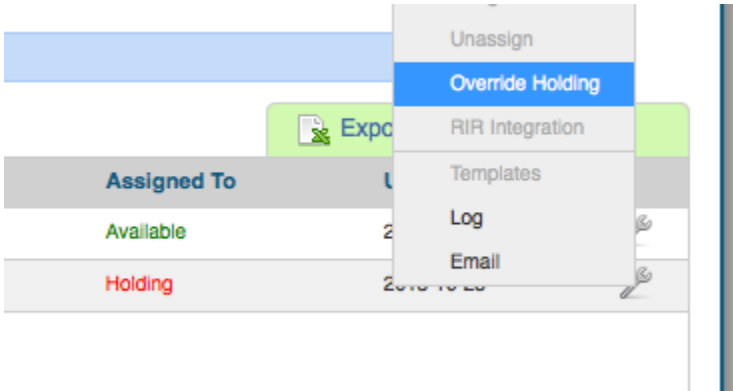 Unassign
Override Holding
Expo
RIR Integration
Assigned To
Templates
Available
Log
Email
Holding